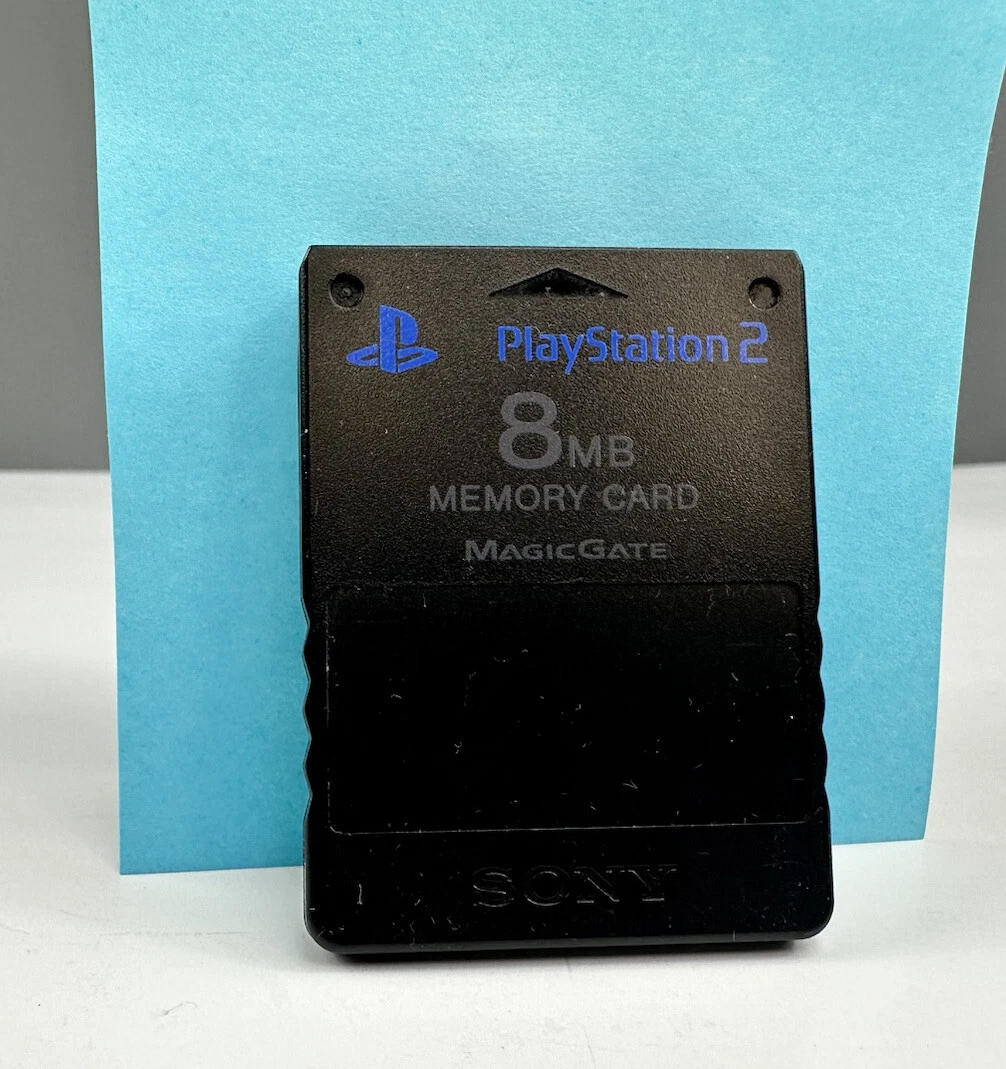 PlayStation 2
8MB
MEMORY CARD
MAGICGATE
SONY